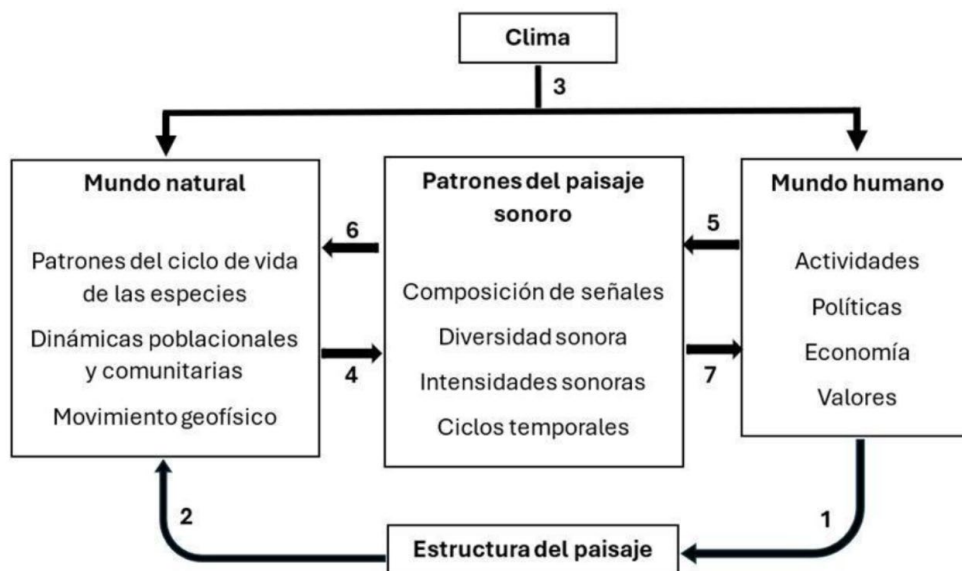 Clima
3
Mundo natural
Patrones del ciclo de vida
de las especies
Dinámicas poblacionales
y comunitarias
Movimiento geofísico
6
4
Patrones del paisaje
sonoro
Composición de señales
Diversidad sonora
Intensidades sonoras
Ciclos temporales
5
7
Mundo humano
Actividades
Políticas
Economía
Valores
2
Estructura del paisaje
1